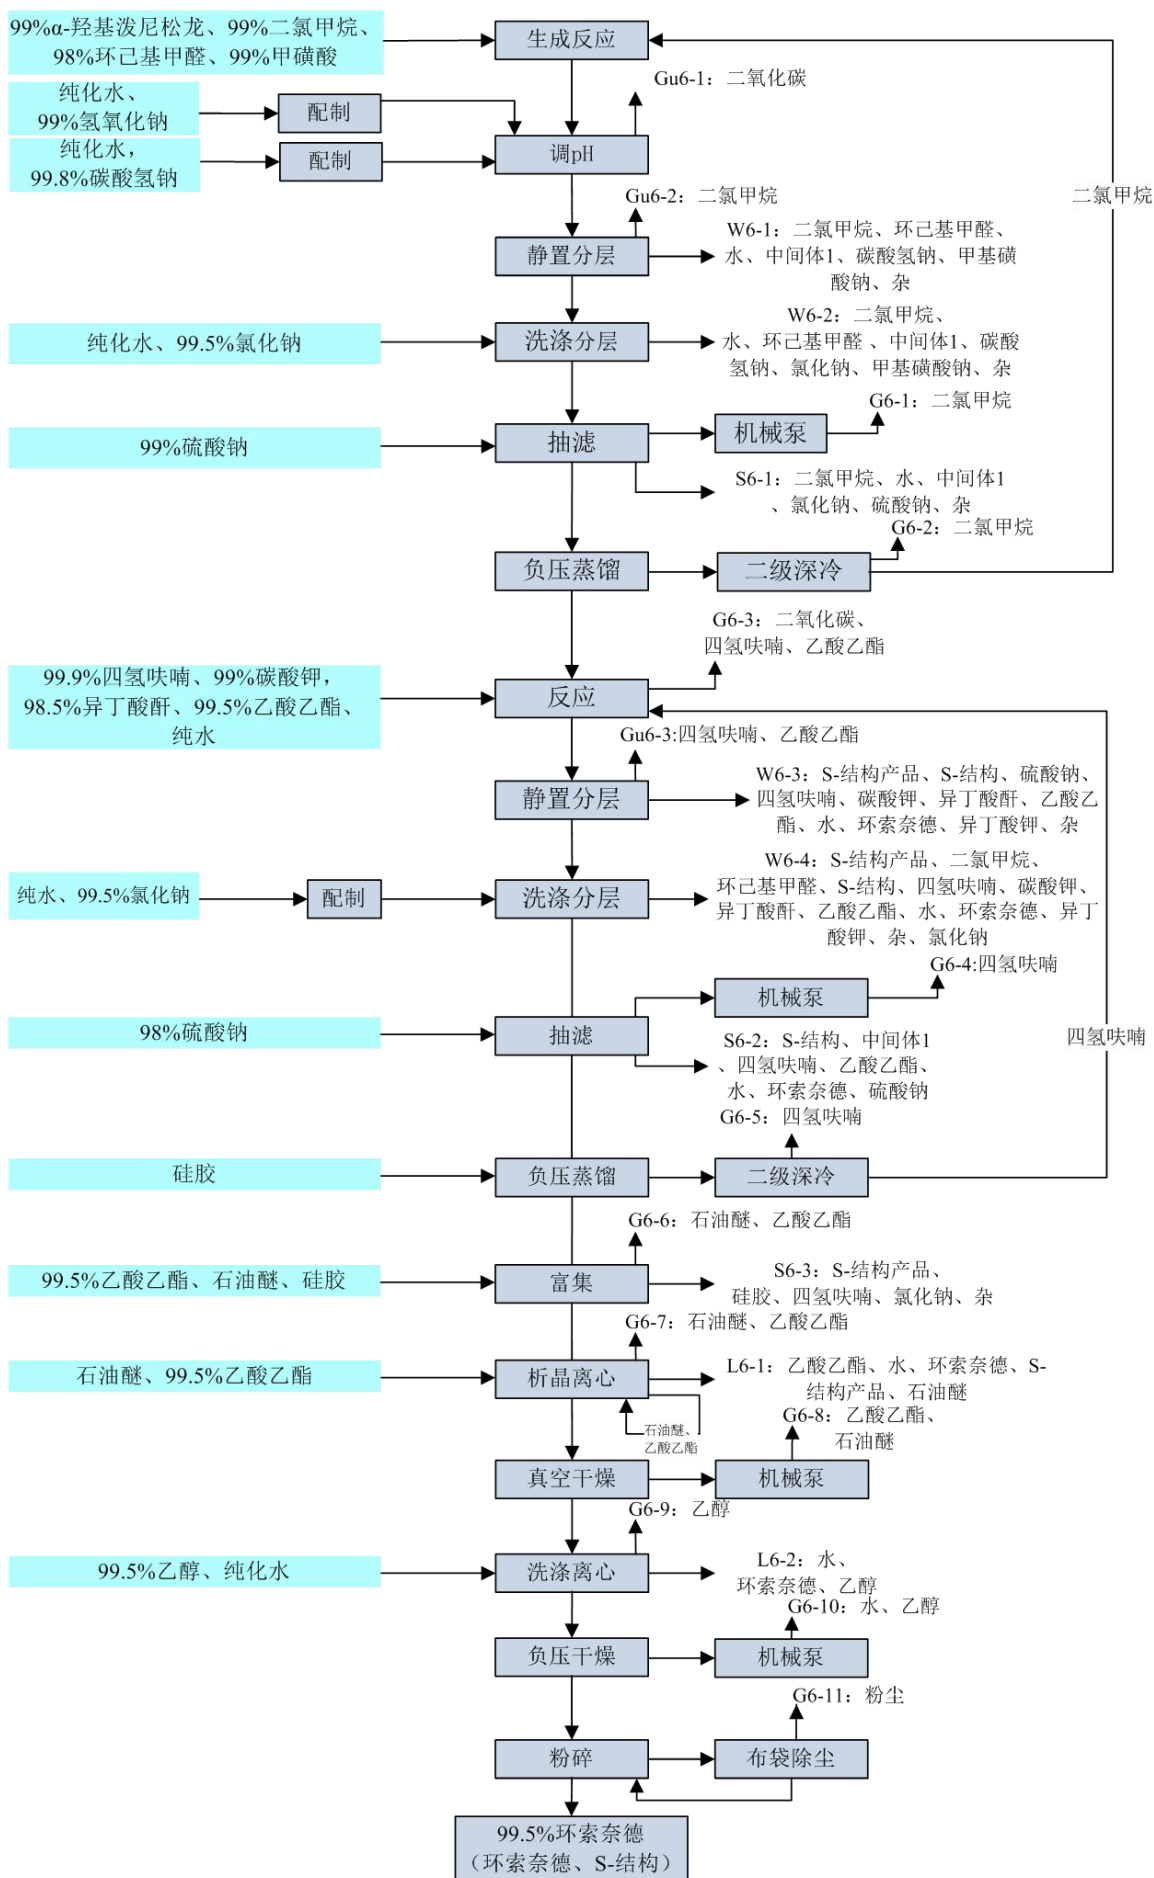 99%α-羟基泼尼松龙、99%二氯甲烷、
98%环己基甲醛、99%甲磺酸
生成反应
Gu6-1：二氧化碳
纯化水、
99%氢氧化钠
配制
纯化水，
99.8%碳酸氢钠
配制
调pH
二氯甲烷
Gu6-2：二氯甲烷
静置分层
W6-1：二氯甲烷、环己基甲醛、
水、中间体1、碳酸氢钠、甲基磺
酸钠、杂
纯化水、99.5%氯化钠
洗涤分层
W6-2：二氯甲烷、
水、环己基甲醛 、中间体1、碳酸
氢钠、氯化钠、甲基磺酸钠、杂
99%硫酸钠
抽滤
机械泵
G6-1：二氯甲烷
S6-1：二氯甲烷、水、中间体1
、氯化钠、硫酸钠、杂
负压蒸馏
二级深冷
G6-2：二氯甲烷
G6-3：二氧化碳、
四氢呋喃、乙酸乙酯
99.9%四氢呋喃、99%碳酸钾，
98.5%异丁酸酐、99.5%乙酸乙酯、
纯水
反应
Gu6-3:四氢呋喃、乙酸乙酯
静置分层
W6-3：S-结构产品、S-结构、硫酸钠、
四氢呋喃、碳酸钾、异丁酸酐、乙酸乙
酯、水、环索奈德、异丁酸钾、杂
纯水、99.5%氯化钠
配制
洗涤分层
W6-4：S-结构产品、二氯甲烷、
环己基甲醛、S-结构、四氢呋喃、碳酸钾、
异丁酸酐、乙酸乙酯、水、环索奈德、异丁
酸钾、杂、氯化钠
机械泵
G6-4:四氢呋喃
98%硫酸钠
抽滤
四氢呋喃
S6-2：S-结构、中间体1
、四氢呋喃、乙酸乙酯、
水、环索奈德、硫酸钠
G6-5：四氢呋喃
硅胶
负压蒸馏
二级深冷
G6-6：石油醚、乙酸乙酯
99.5%乙酸乙酯、石油醚、硅胶
富集
S6-3：S-结构产品、
硅胶、四氢呋喃、氯化钠、杂
G6-7：石油醚、乙酸乙酯
石油醚、99.5%乙酸乙酯
析晶离心
L6-1：乙酸乙酯、水、环索奈德、S-
结构产品、石油醚
石油醚、
乙酸乙酯
G6-8：乙酸乙酯、
石油醚
真空干燥
机械泵
G6-9：乙醇
99.5%乙醇、纯化水
洗涤离心
L6-2：水、
环索奈德、乙醇
G6-10：水、乙醇
负压干燥
机械泵
G6-11：粉尘
粉碎
布袋除尘
99.5%环索奈德
（环索奈德、S-结构）